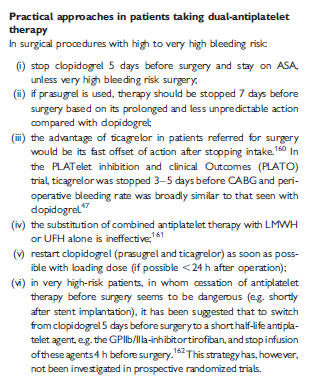 Practical approaches in patients taking dual-antiplatelet
therapy
In surgical procedures with high to very high bleeding risk:
(i) stop clopidogrel 5 days before surgery and stay on ASA,
unless very high bleeding risk surgery;
(ii) if prasugrel is used, therapy should be stopped 7 days before
surgery based on its prolonged and less unpredictable action
compared with clopidogrel;
(iii) the advantage of ticagrelor in patients referred for surgery
would be its fast offset of action after stopping intake.160 In
the PLATelet inhibition and clinical Outcomes (PLATO)
trial, ticagrelor was stopped 3–5 days before CABG and peri-
operative bleeding rate was broadly similar to that seen with
clopidogrel.47
(iv) the substitution of combined antiplatelet therapy with LMWH
or UFH alone is ineffective;161
(v) restart clopidogrel (prasugrel and ticagrelor) as soon as poss-
ible with loading dose (if possible <24 h after operation);
(vi) in very high-risk patients, in whom cessation of antiplatelet
therapy before surgery seems to be dangerous (e.g. shortly
after stent implantation), it has been suggested that to switch
from clopidogrel 5 days before surgery to a short half-life antipla-
telet agent, e.g. the GPIIb/IIIa-inhibitor tirofiban, and stop infusion
of these agents 4 h before surgery.162 This strategy has, however,
not been investigated in prospective randomized trials.